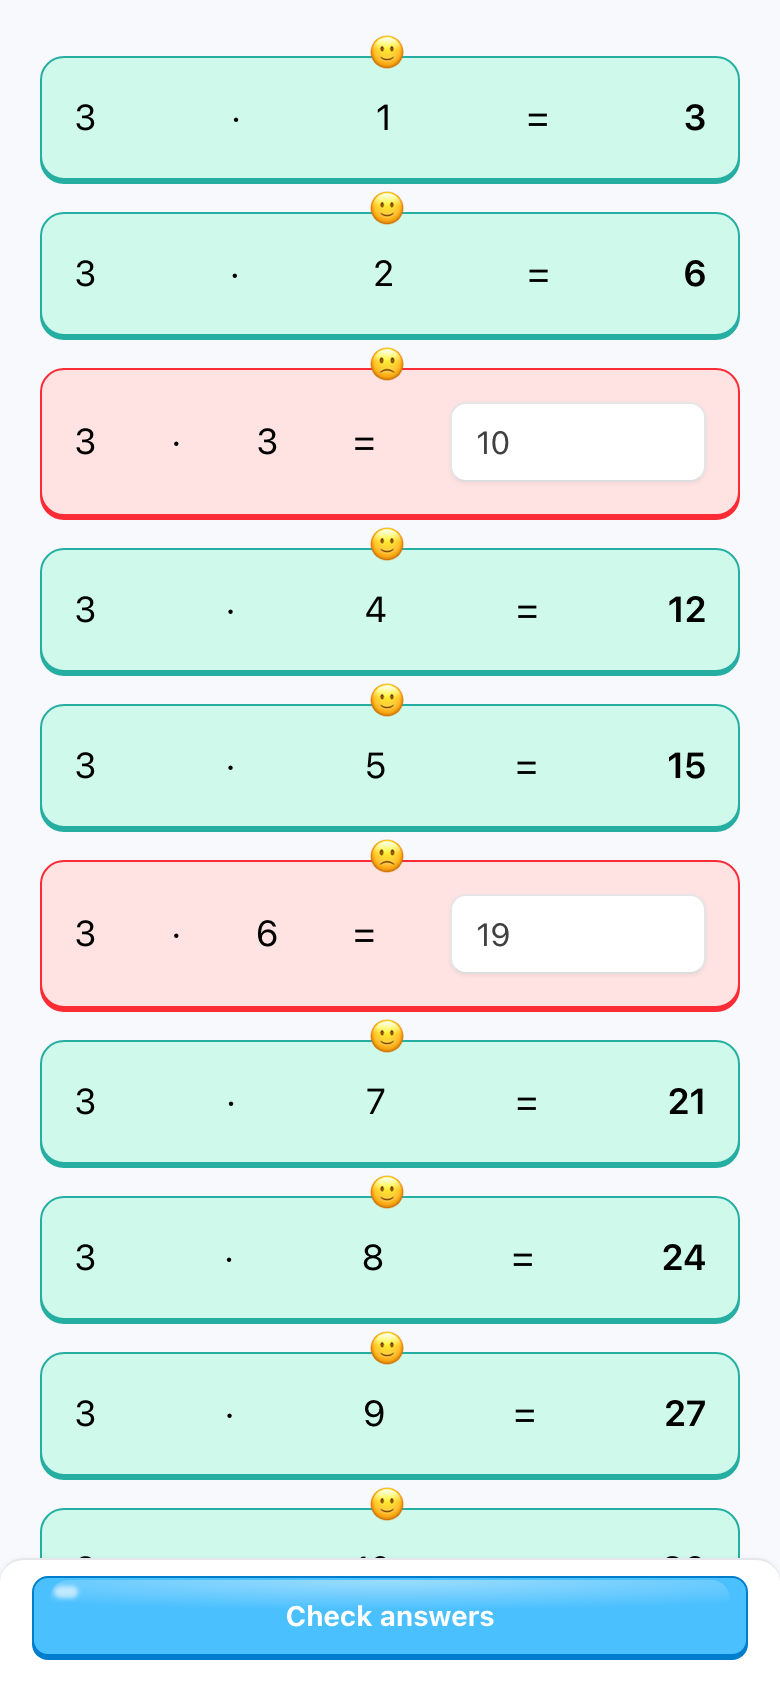 3 · 1 = 3
3 · 2 = 6
3 · 3 = 10
3 · 4 = 12
3 · 5 = 15
3 · 6 = 19
3 · 7 = 21
3 · 8 = 24
3 · 9 = 27
Check answers